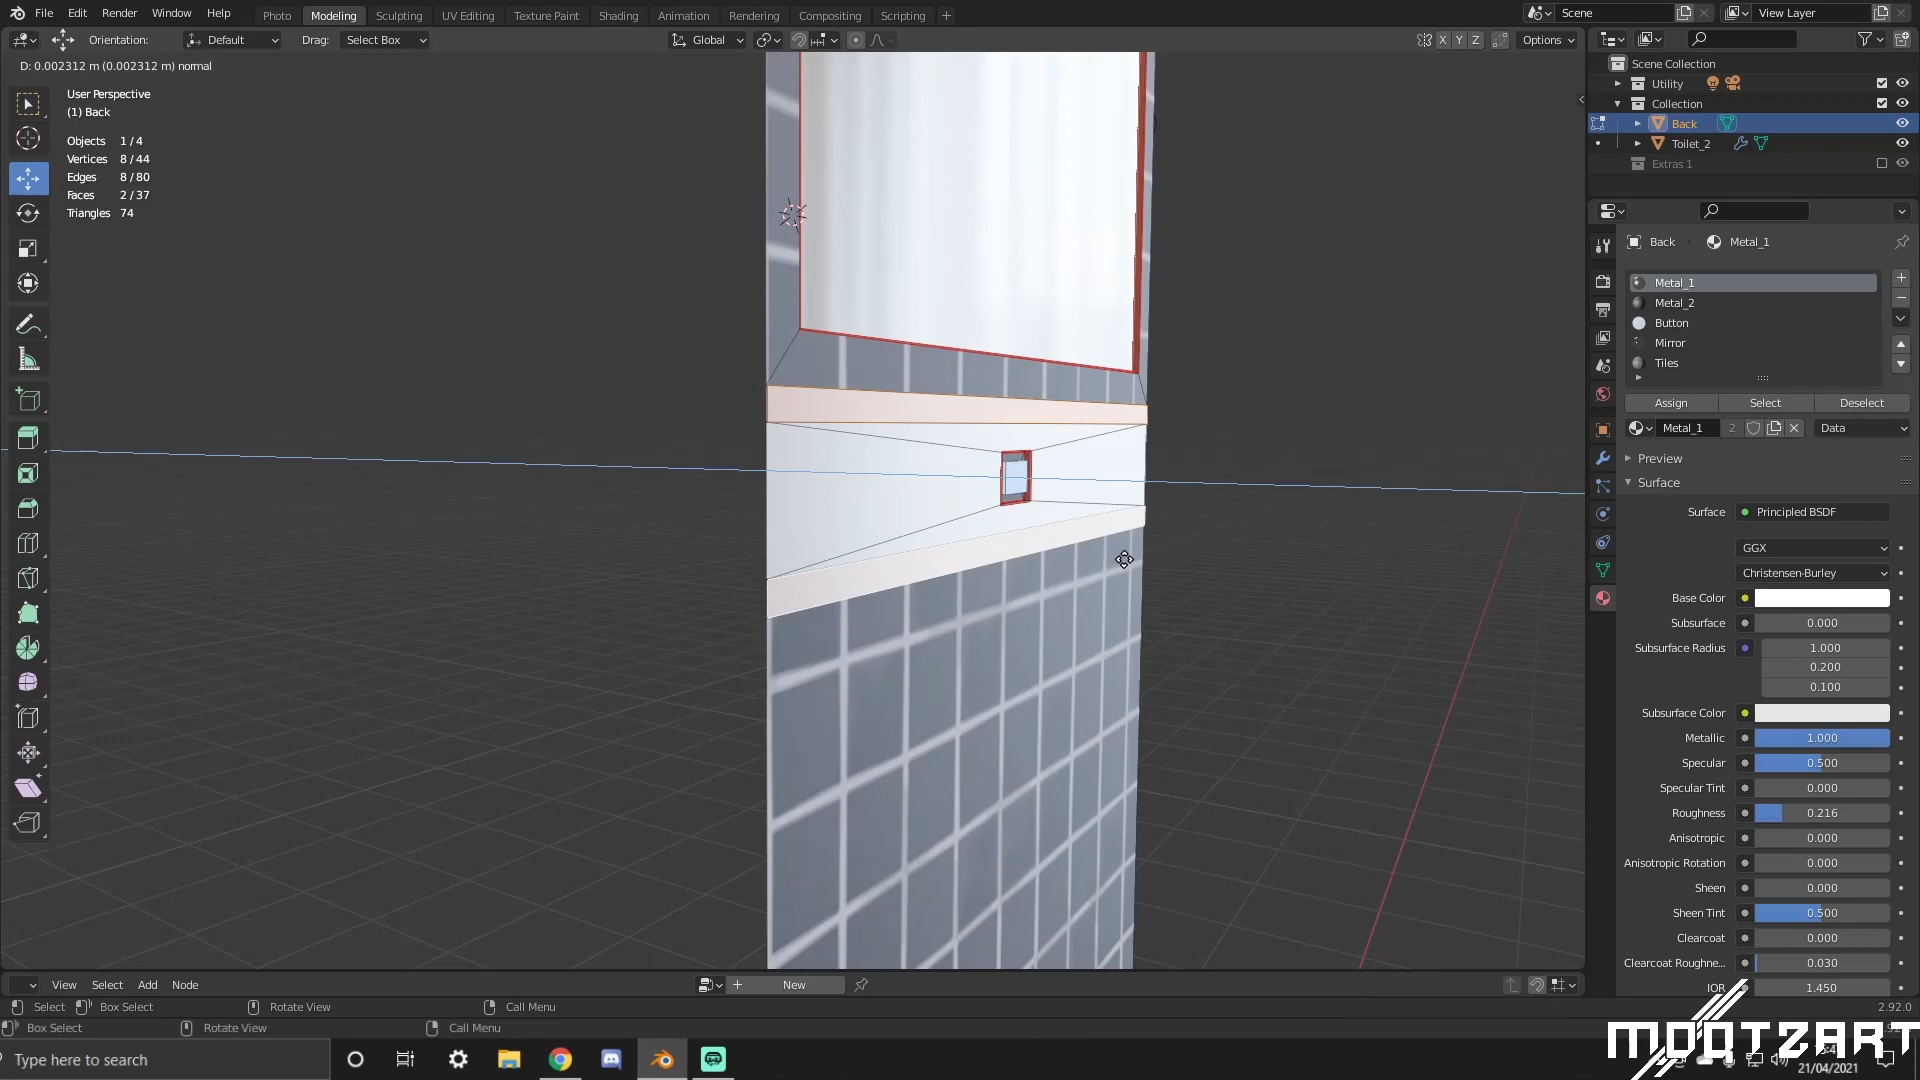 File Edit Render Window Help
Photo Modeling Sculpting UV Editing Texture Paint Shading Animation Rendering Compositing Scripting
Scene
View Layer
Orientation: Default Drag: Select Box
Global
X Y Z
Options
D: 0.002312 m (0.002312 m) normal
User Perspective
(1) Back
Objects 1 / 4
Vertices 8 / 44
Edges 8 / 80
Faces 2 / 37
Triangles 74
Scene Collection
Utility
Collection
Back
Toilet_2
Extras 1
Back
Metal_1
Metal_1
Metal_2
Button
Mirror
Tiles
Assign Select Deselect
Metal_1 2 Data
Preview
Surface
Surface Principled BSDF
GGX
Christensen-Burley
Base Color
Subsurface 0.000
Subsurface Radius 1.000
0.200
0.100
Subsurface Color
Metallic 1.000
Specular 0.500
Specular Tint 0.000
Roughness 0.216
Anisotropic 0.000
Anisotropic Rotation 0.000
Sheen 0.000
Sheen Tint 0.500
Clearcoat 0.000
Clearcoat Roughne... 0.030
IOR 1.450
View Select Add Node
New
Select Box Select Rotate View Call Menu
2.92.0
Box Select Rotate View Call Menu
MOOTZART
Type here to search
21/04/2021